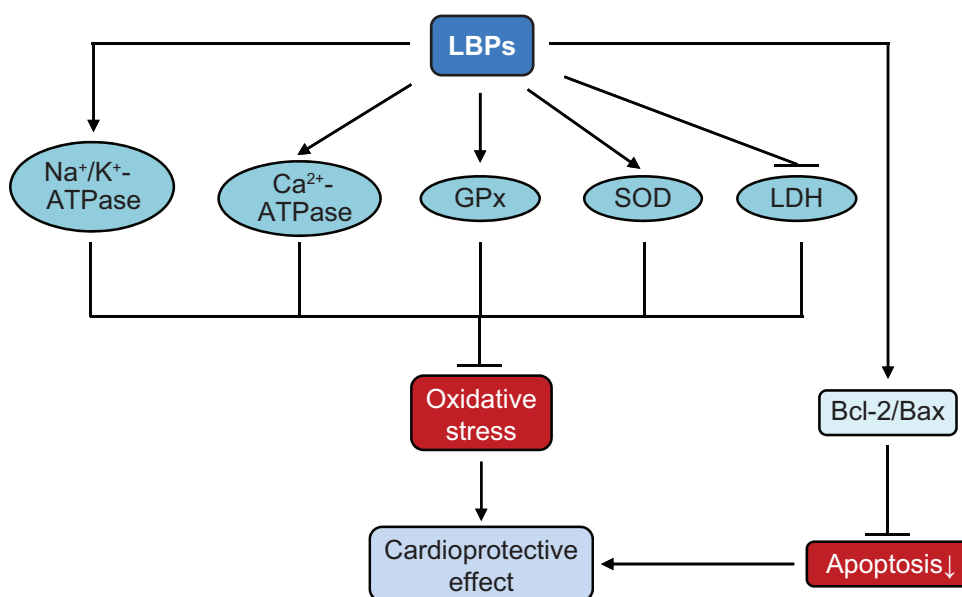 LBPs
Na⁺/K⁺-
ATPase
Ca²⁺-
ATPase
GPx
SOD
LDH
Oxidative
stress
Bcl-2/Bax
Cardioprotective
effect
Apoptosis↓